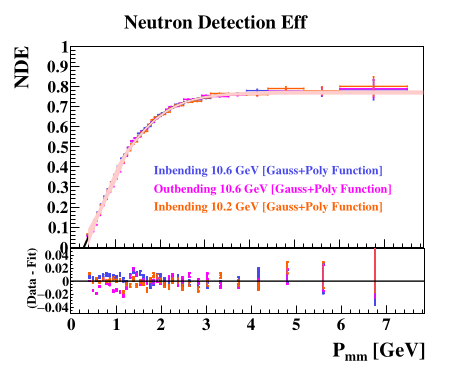 Neutron Detection Eff
NDE
1
0.9
0.8
0.7
0.6
0.5
0.4
0.3
0.2
0.1
0
Inbending 10.6 GeV [Gauss+Poly Function]
Outbending 10.6 GeV [Gauss+Poly Function]
Inbending 10.2 GeV [Gauss+Poly Function]
(Data - Fit)
0.04
0.02
0
−0.02
−0.04
0 1 2 3 4 5 6 7
Pmm [GeV]